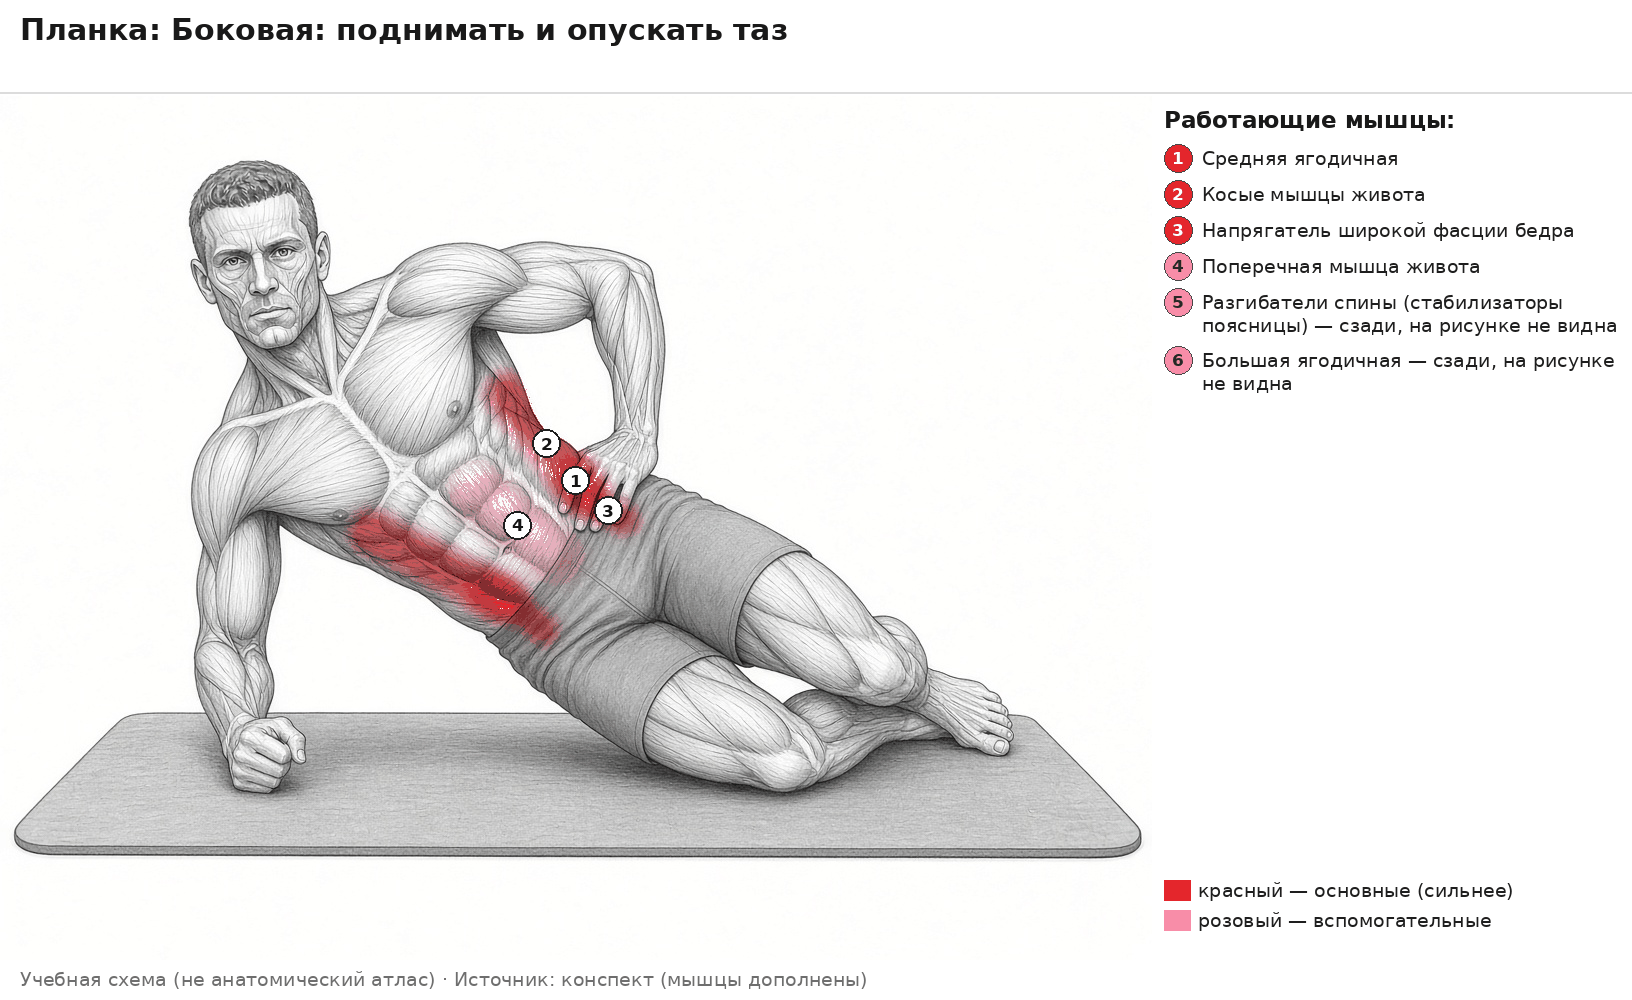 Планка: Боковая: поднимать и опускать таз
Работающие мышцы:
1 Средняя ягодичная
2 Косые мышцы живота
3 Напрягатель широкой фасции бедра
4 Поперечная мышца живота
5 Разгибатели спины (стабилизаторы
поясницы) — сзади, на рисунке не видна
6 Большая ягодичная — сзади, на рисунке
не видна
2
1
3
4
красный — основные (сильнее)
розовый — вспомогательные
Учебная схема (не анатомический атлас) · Источник: конспект (мышцы дополнены)